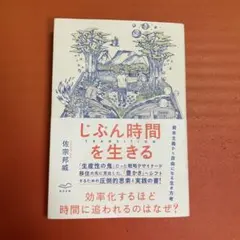 じぶん時間
TRANSITION
を生きる
佐宗邦威
「生産性の鬼」だった戦略デザイナーが
移住の先に見出した、「豊かさ」へシフト
するための圧倒的思索&実践の書!
効率化するほど
時間に追われるのはなぜ?